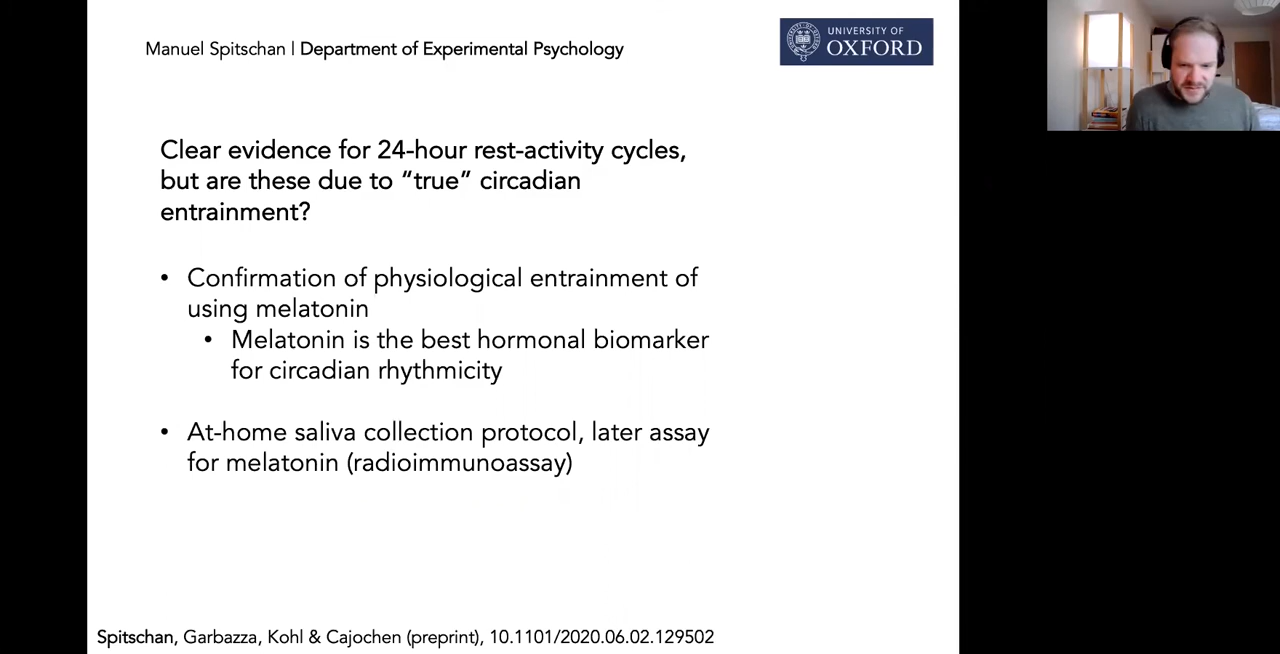 Manuel Spitschan | Department of Experimental Psychology
UNIVERSITY OF
OXFORD
Clear evidence for 24-hour rest-activity cycles,
but are these due to “true” circadian
entrainment?
• Confirmation of physiological entrainment of
using melatonin
• Melatonin is the best hormonal biomarker
for circadian rhythmicity
• At-home saliva collection protocol, later assay
for melatonin (radioimmunoassay)
Spitschan, Garbazza, Kohl & Cajochen (preprint), 10.1101/2020.06.02.129502